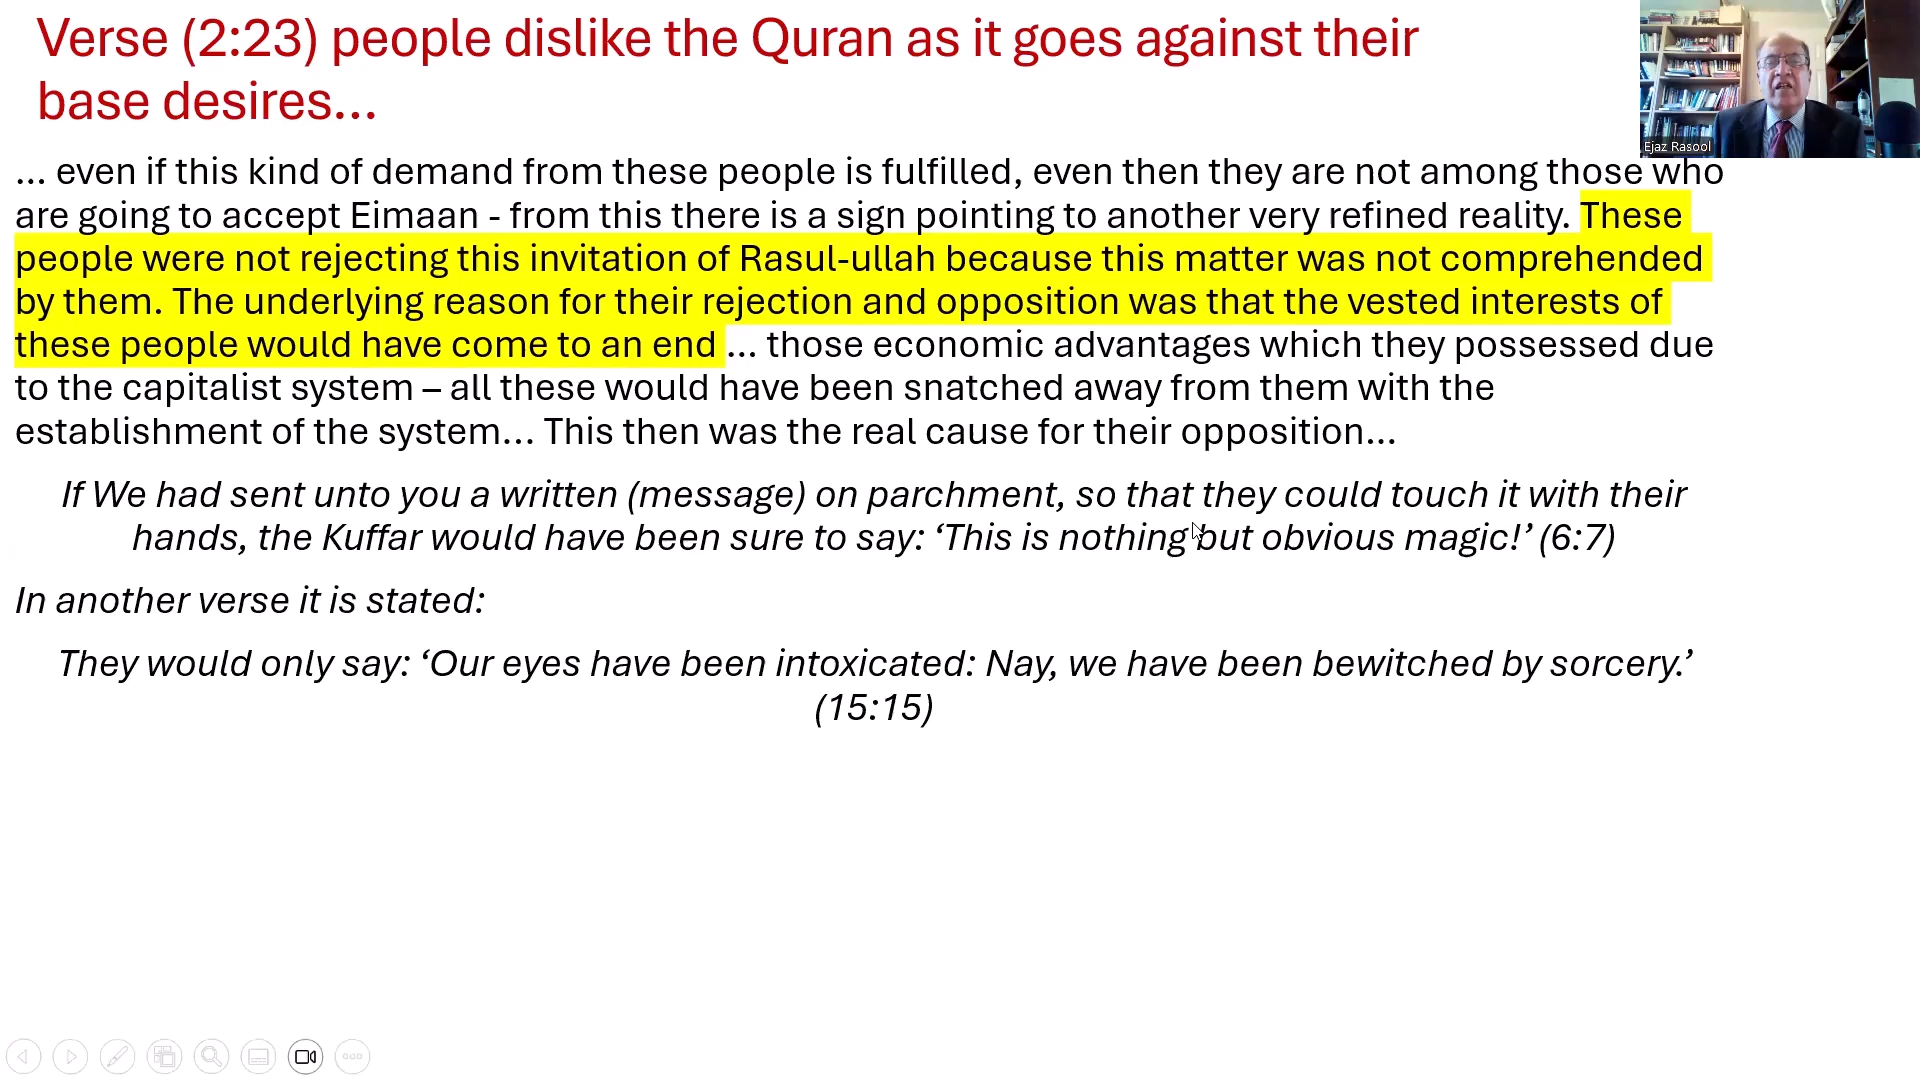 Verse (2:23) people dislike the Quran as it goes against their
base desires...
Ejaz Rasool
... even if this kind of demand from these people is fulfilled, even then they are not among those who
are going to accept Eimaan - from this there is a sign pointing to another very refined reality. These
people were not rejecting this invitation of Rasul-ullah because this matter was not comprehended
by them. The underlying reason for their rejection and opposition was that the vested interests of
these people would have come to an end ... those economic advantages which they possessed due
to the capitalist system – all these would have been snatched away from them with the
establishment of the system... This then was the real cause for their opposition...
If We had sent unto you a written (message) on parchment, so that they could touch it with their
hands, the Kuffar would have been sure to say: ‘This is nothing but obvious magic!’ (6:7)
In another verse it is stated:
They would only say: ‘Our eyes have been intoxicated: Nay, we have been bewitched by sorcery.’
(15:15)